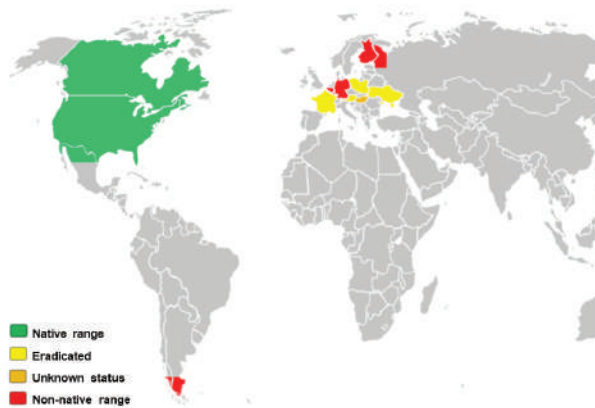 Native range
Eradicated
Unknown status
Non-native range